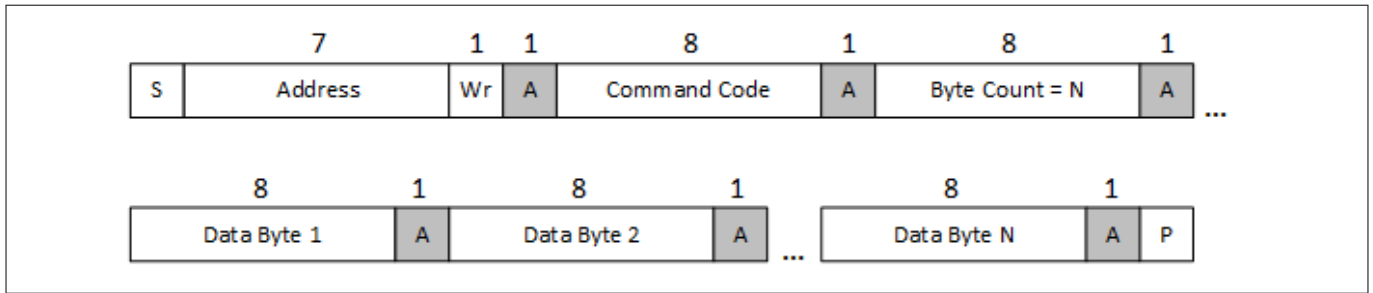 7 1 1 8 1 8 1
S Address Wr A Command Code A Byte Count = N A ...
8 1 8 1 8 1
Data Byte 1 A Data Byte 2 A ... Data Byte N A P